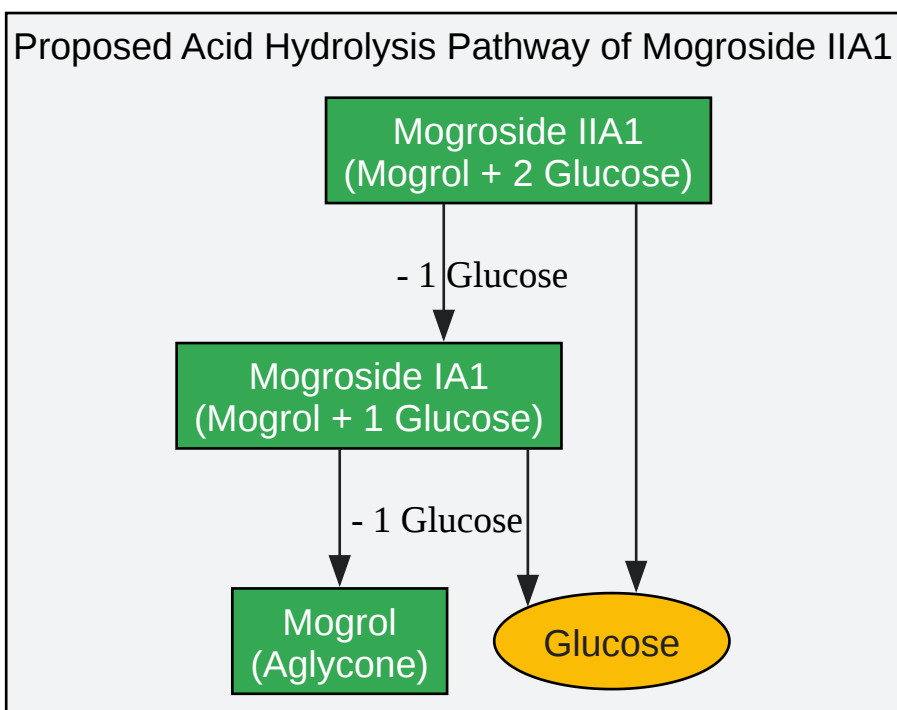 Proposed Acid Hydrolysis Pathway of Mogroside IIA1
Mogroside IIA1
(Mogrol + 2 Glucose)
- 1 Glucose
Mogroside IA1
(Mogrol + 1 Glucose)
- 1 Glucose
Mogrol
(Aglycone)
Glucose